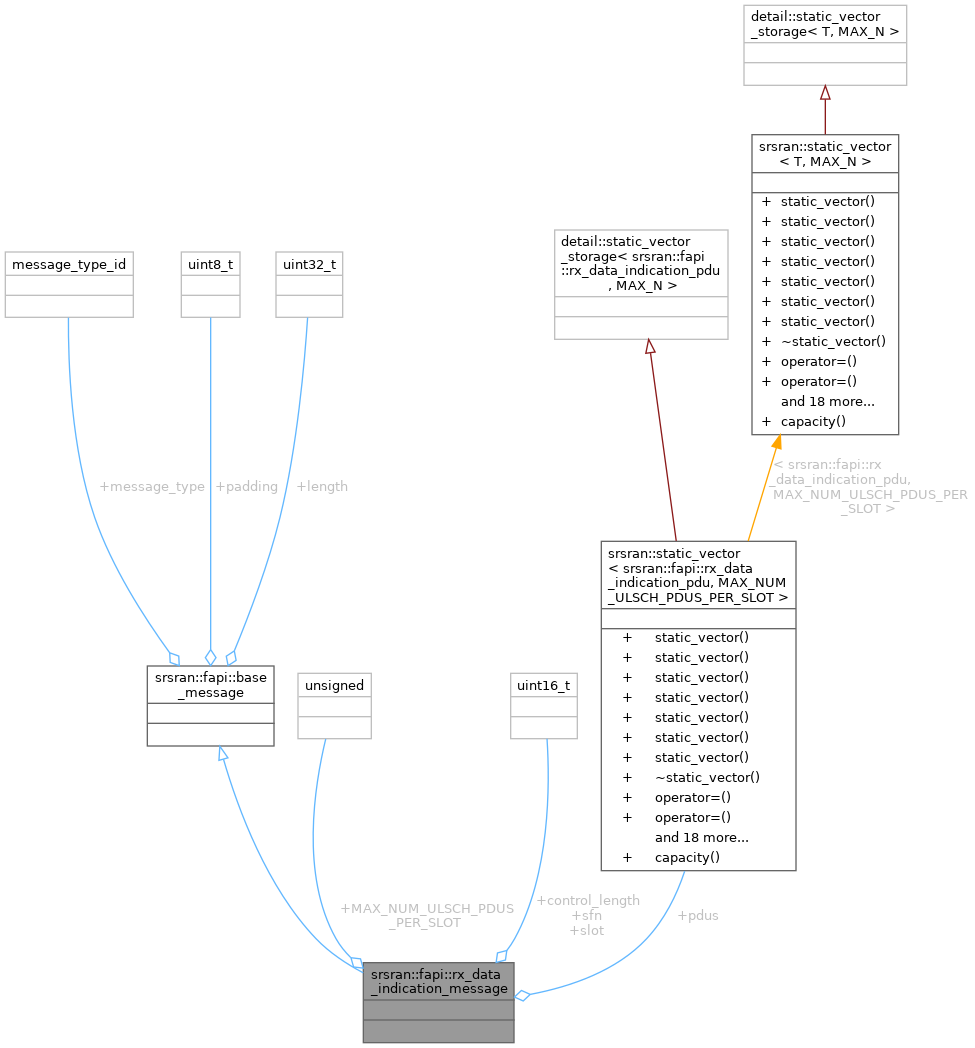 detail::static_vector
_storage< T, MAX_N >
srsran::static_vector
< T, MAX_N >
+ static_vector()
+ static_vector()
+ static_vector()
+ static_vector()
+ static_vector()
+ static_vector()
+ static_vector()
+ ~static_vector()
+ operator=()
+ operator=()
and 18 more...
+ capacity()
detail::static_vector
_storage< srsran::fapi
::rx_data_indication_pdu
, MAX_N >
message_type_id
uint8_t
uint32_t
+message_type
+padding
+length
< srsran::fapi::rx
_data_indication_pdu,
MAX_NUM_ULSCH_PDUS_PER
_SLOT >
srsran::static_vector
< srsran::fapi::rx_data
_indication_pdu, MAX_NUM
_ULSCH_PDUS_PER_SLOT >
+ static_vector()
+ static_vector()
+ static_vector()
+ static_vector()
+ static_vector()
+ static_vector()
+ static_vector()
+ ~static_vector()
+ operator=()
+ operator=()
and 18 more...
+ capacity()
srsran::fapi::base
_message
unsigned
uint16_t
+MAX_NUM_ULSCH_PDUS
_PER_SLOT
+control_length
+sfn
+slot
+pdus
srsran::fapi::rx_data
_indication_message